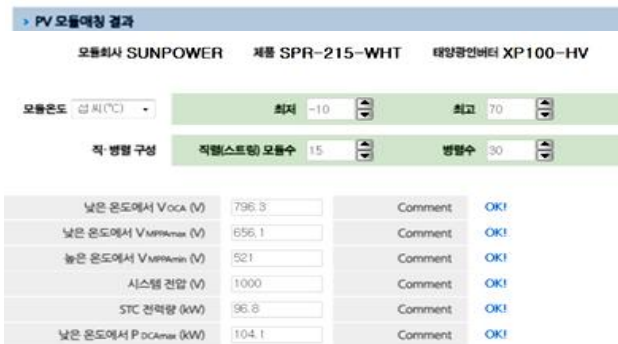 > PV 모듈매칭 결과
모듈회사 SUNPOWER 제품 SPR-215-WHT 태양광인버터 XP100-HV
모듈온도 섭씨(℃) 최저 -10 최고 70
직·병렬 구성 직렬(스트링) 모듈수 15 병렬수 30
낮은 온도에서 VOCA (V) 796.3 Comment OK!
낮은 온도에서 VMPPAmax (V) 656.1 Comment OK!
높은 온도에서 VMPPAmin (V) 521 Comment OK!
시스템 전압 (V) 1000 Comment OK!
STC 전력량 (kW) 96.8 Comment OK!
낮은 온도에서 PDCAmax (kW) 104.1 Comment OK!